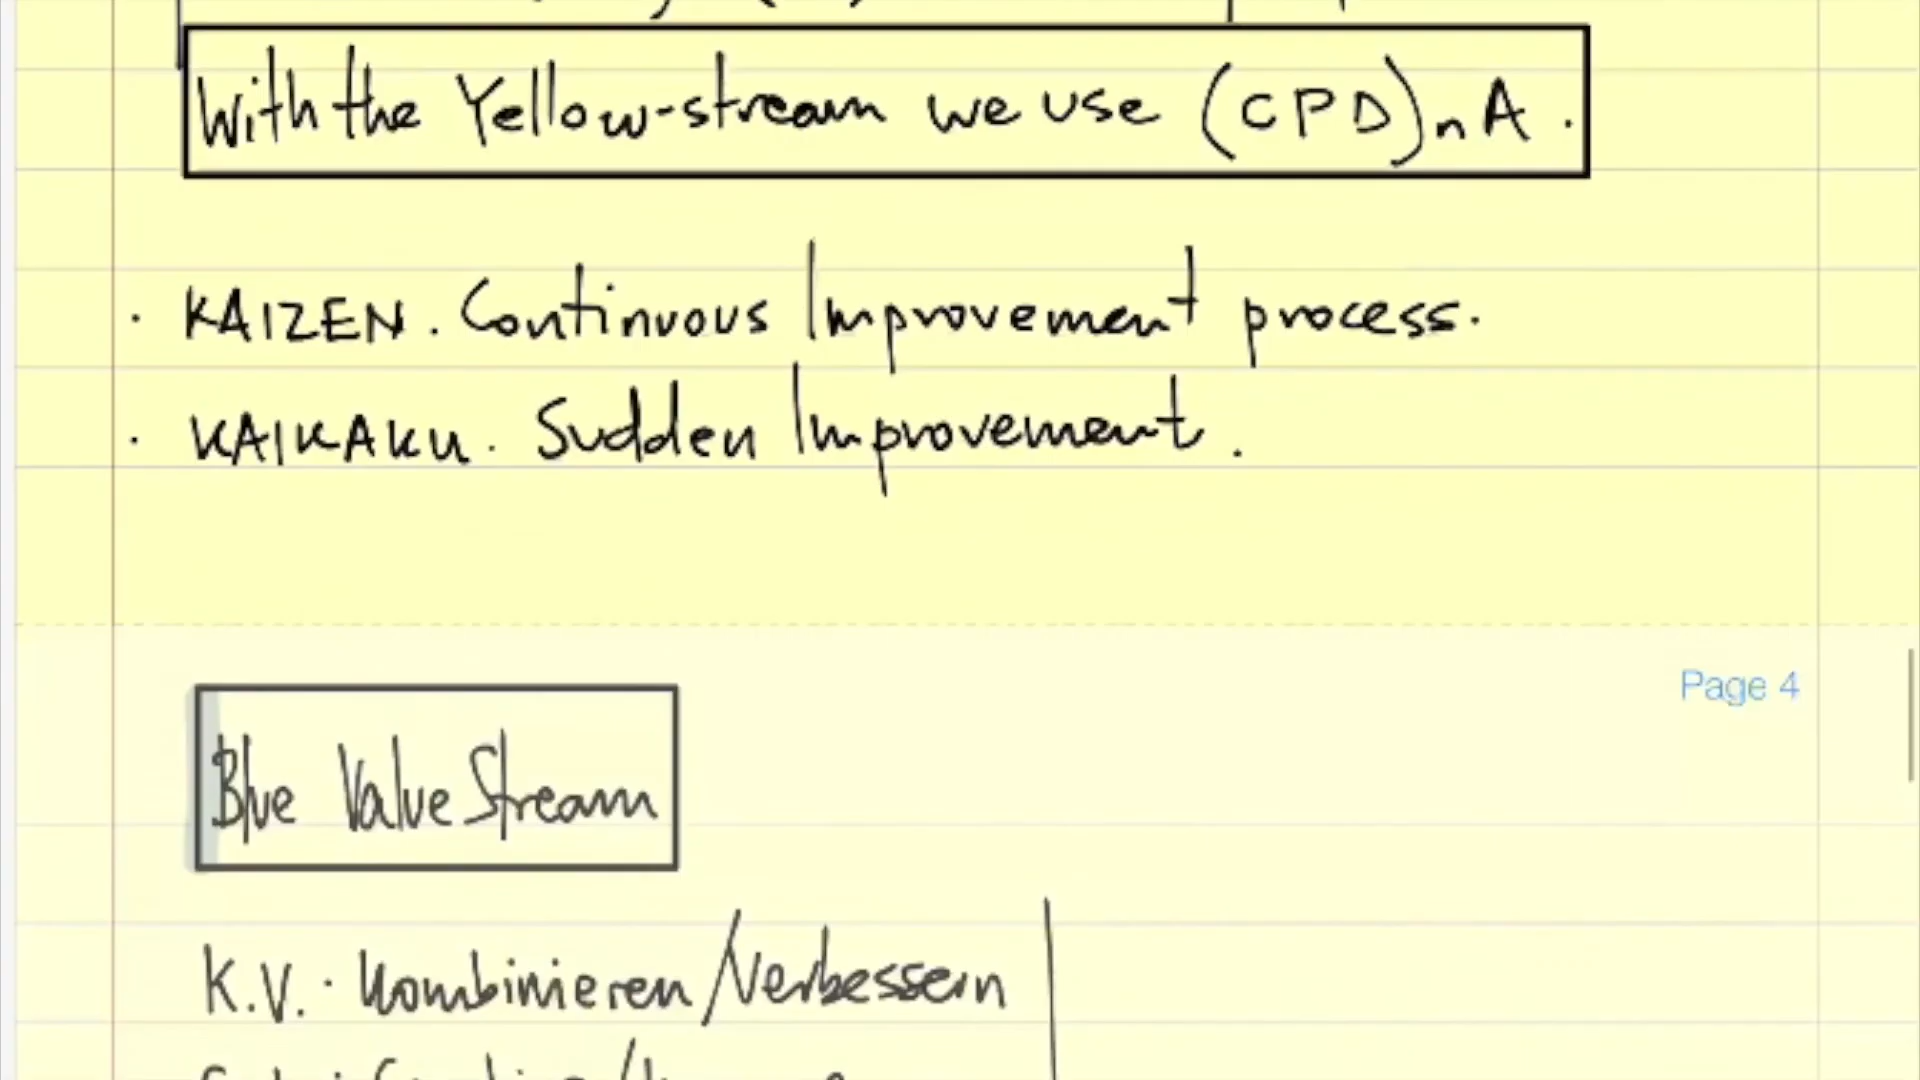 With the Yellow-stream we use (CPD)nA.
· KAIZEN. Continuous Improvement process.
· KAIKAKU. Sudden Improvement.
Page 4
Blue Value Stream
K.V. · Kombinieren/Verbessern